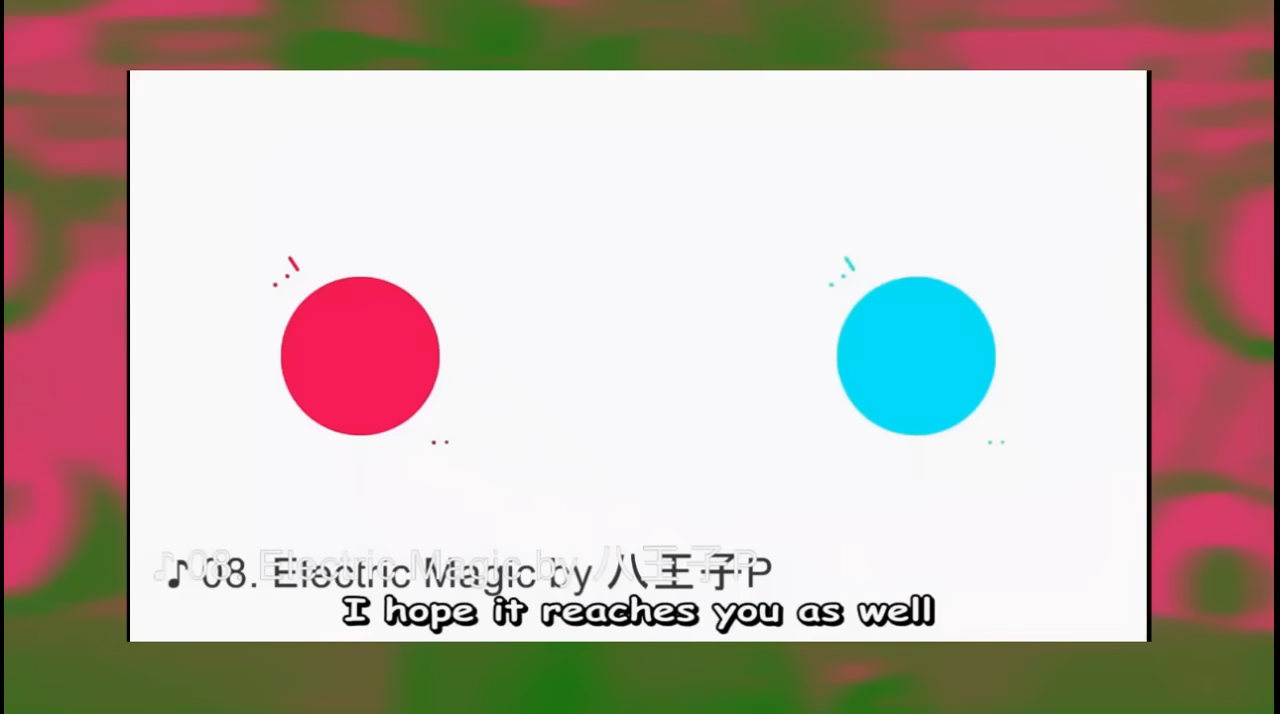 ♪ 08. Electric Magic by 八王子P
I hope it reaches you as well